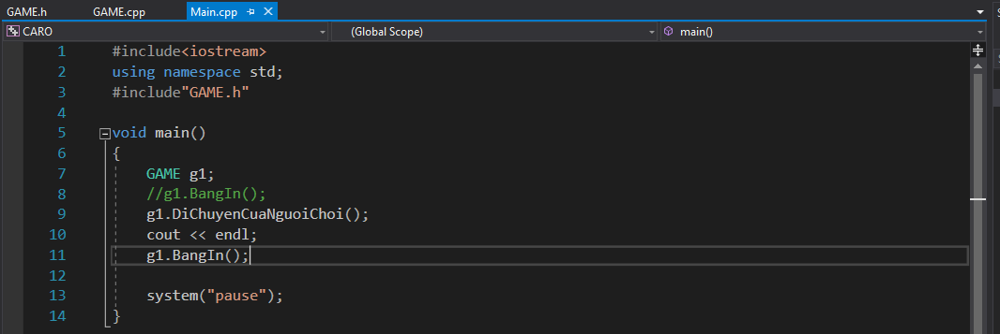 GAME.h GAME.cpp Main.cpp
CARO (Global Scope) main()
1 #include<iostream>
2 using namespace std;
3 #include"GAME.h"
4
5 void main()
6 {
7 GAME g1;
8 //g1.BangIn();
9 g1.DiChuyenCuaNguoiChoi();
10 cout << endl;
11 g1.BangIn();
12
13 system("pause");
14 }